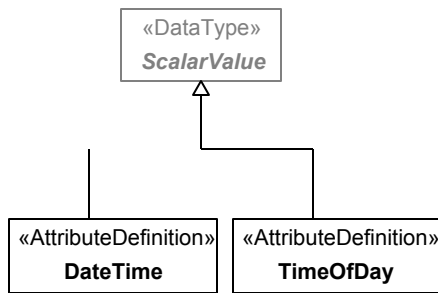 «DataType»
ScalarValue
«AttributeDefinition» «AttributeDefinition»
DateTime TimeOfDay